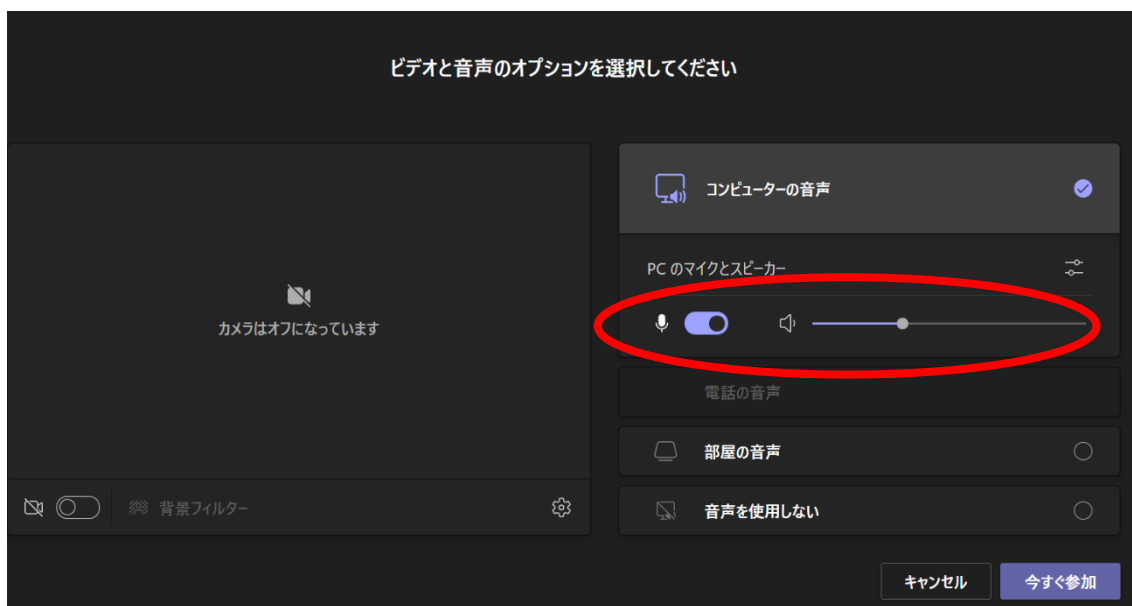 ビデオと音声のオプションを選択してください
カメラはオフになっています
背景フィルター
コンピューターの音声
PC のマイクとスピーカー
電話の音声
部屋の音声
音声を使用しない
キャンセル
今すぐ参加